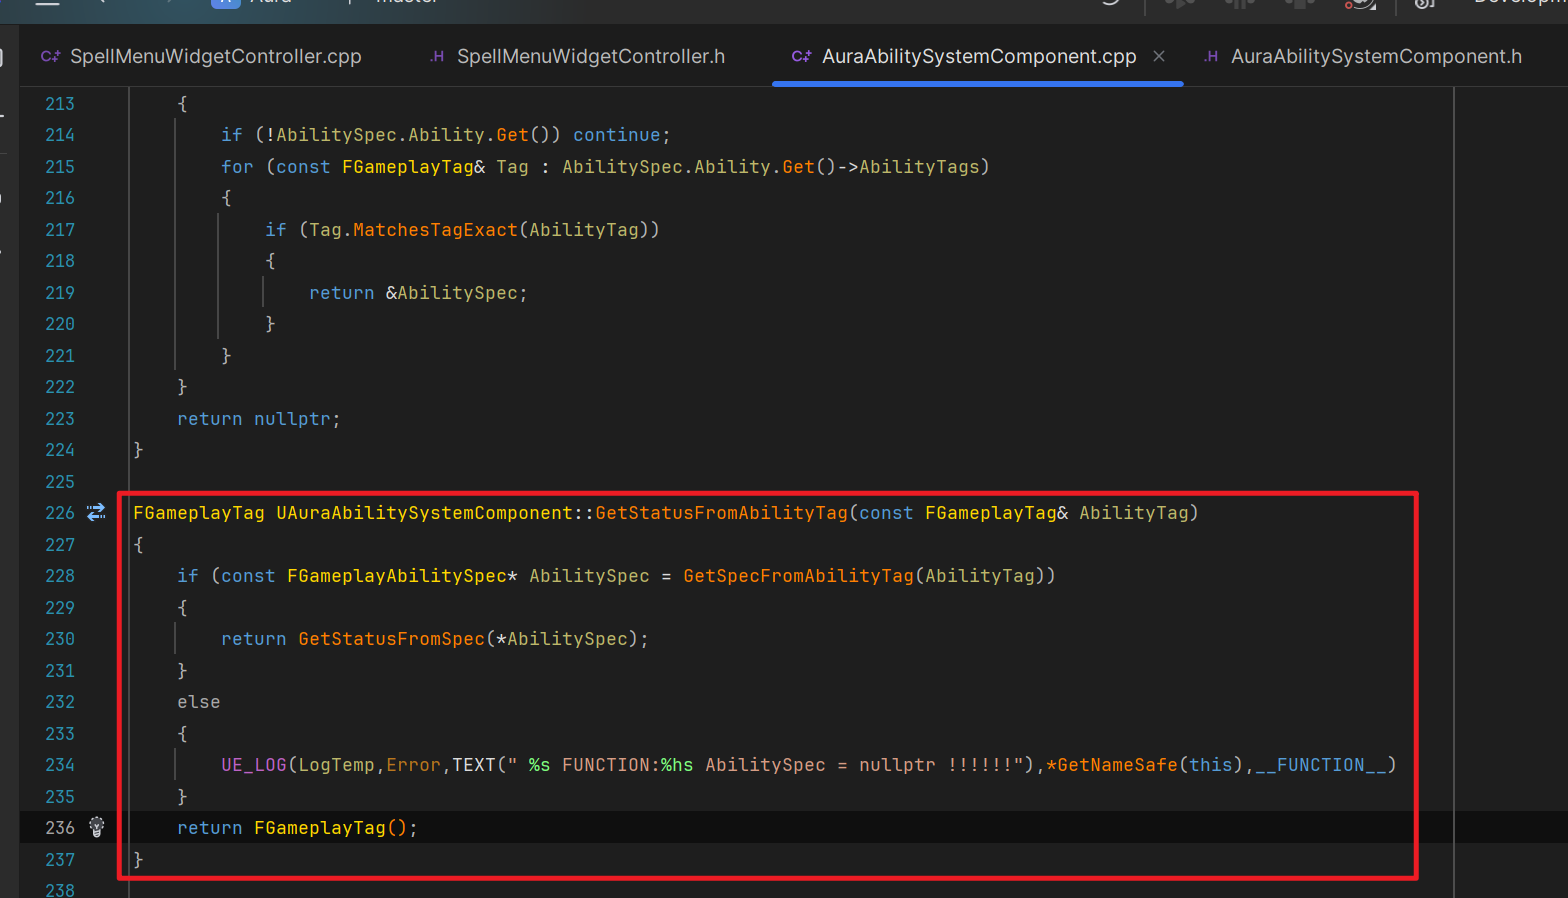 Aura master Developm
SpellMenuWidgetController.cpp SpellMenuWidgetController.h AuraAbilitySystemComponent.cpp AuraAbilitySystemComponent.h
213 {
214 if (!AbilitySpec.Ability.Get()) continue;
215 for (const FGameplayTag& Tag : AbilitySpec.Ability.Get()->AbilityTags)
216 {
217 if (Tag.MatchesTagExact(AbilityTag))
218 {
219 return &AbilitySpec;
220 }
221 }
222 }
223 return nullptr;
224 }
225
226 FGameplayTag UAuraAbilitySystemComponent::GetStatusFromAbilityTag(const FGameplayTag& AbilityTag)
227 {
228 if (const FGameplayAbilitySpec* AbilitySpec = GetSpecFromAbilityTag(AbilityTag))
229 {
230 return GetStatusFromSpec(*AbilitySpec);
231 }
232 else
233 {
234 UE_LOG(LogTemp,Error,TEXT(" %s FUNCTION:%hs AbilitySpec = nullptr !!!!!!"),*GetNameSafe(this),__FUNCTION__)
235 }
236 return FGameplayTag();
237 }
238